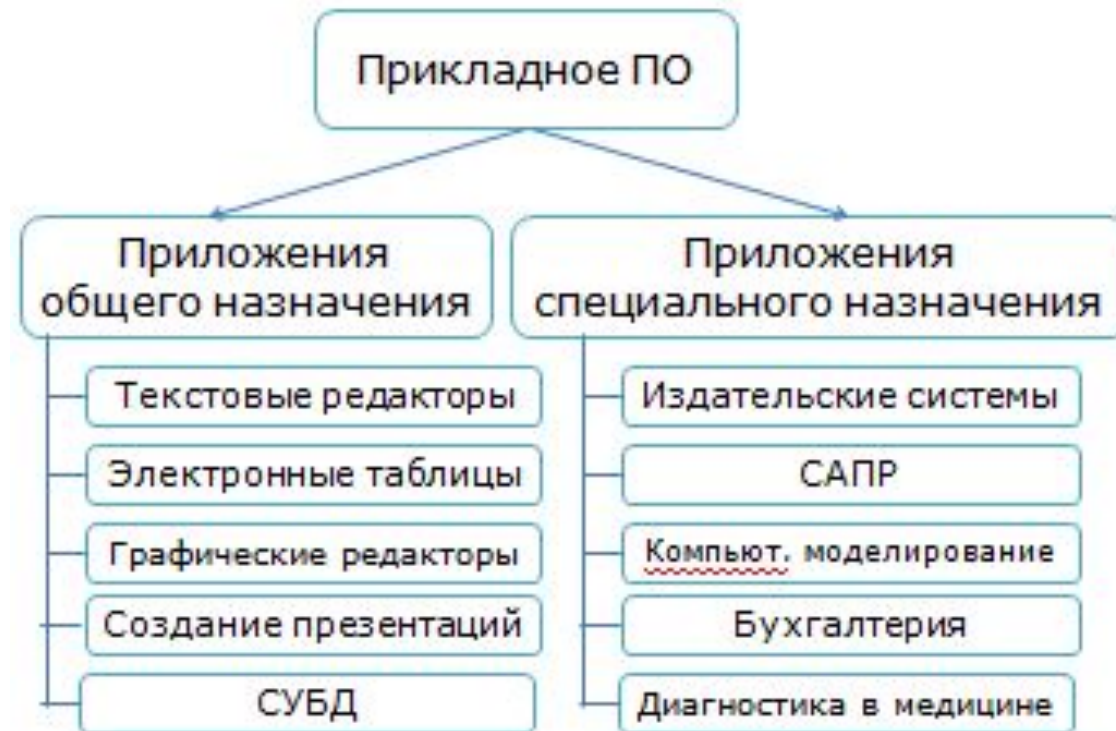 Прикладное ПО
Приложения
общего назначения
Текстовые редакторы
Электронные таблицы
Графические редакторы
Создание презентаций
СУБД
Приложения
специального назначения
Издательские системы
САПР
Компьют. моделирование
Бухгалтерия
Диагностика в медицине